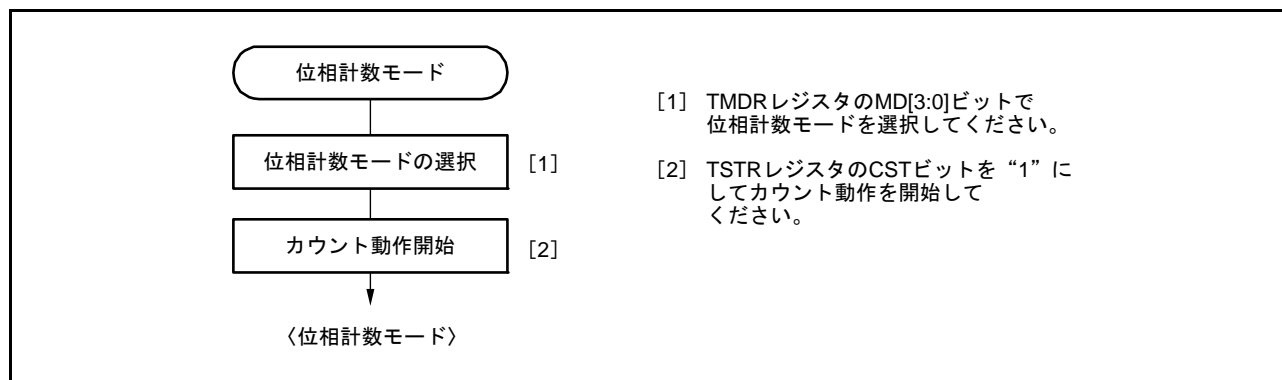 位相計数モード
位相計数モードの選択 [1]
カウント動作開始 [2]
〈位相計数モード〉
[1] TMDRレジスタのMD[3:0]ビットで
位相計数モードを選択してください。
[2] TSTRレジスタのCSTビットを“1”に
してカウント動作を開始して
ください。